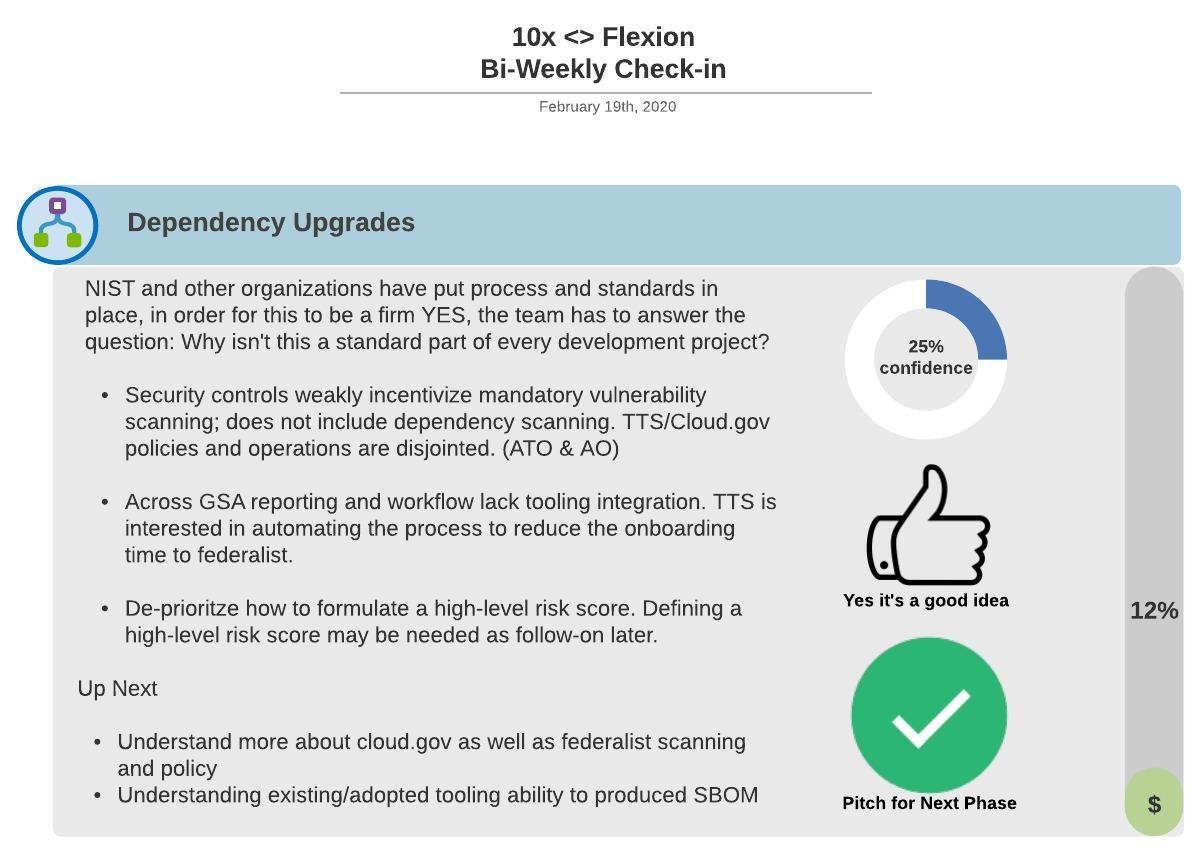 10x <> Flexion
Bi-Weekly Check-in
February 19th, 2020
Dependency Upgrades
NIST and other organizations have put process and standards in
place, in order for this to be a firm YES, the team has to answer the
question: Why isn't this a standard part of every development project?
• Security controls weakly incentivize mandatory vulnerability
scanning; does not include dependency scanning. TTS/Cloud.gov
policies and operations are disjointed. (ATO & AO)
• Across GSA reporting and workflow lack tooling integration. TTS is
interested in automating the process to reduce the onboarding
time to federalist.
• De-prioritze how to formulate a high-level risk score. Defining a
high-level risk score may be needed as follow-on later.
Up Next
• Understand more about cloud.gov as well as federalist scanning
and policy
• Understanding existing/adopted tooling ability to produced SBOM
25%
confidence
Yes it's a good idea
Pitch for Next Phase
12%
$